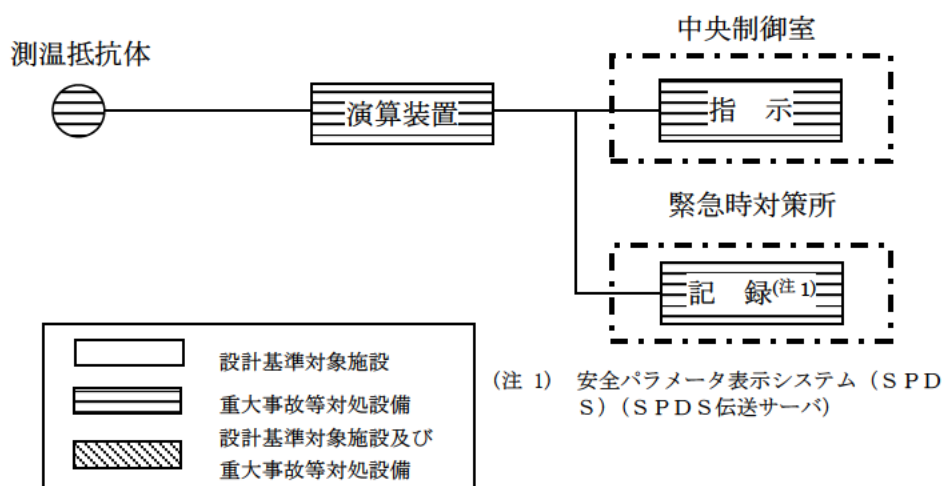 測温抵抗体
演算装置
中央制御室
指 示
緊急時対策所
記 録(注 1)
設計基準対象施設
重大事故等対処設備
設計基準対象施設及び
重大事故等対処設備
(注 1) 安全パラメータ表示システム(SPD
S)(SPDS伝送サーバ)